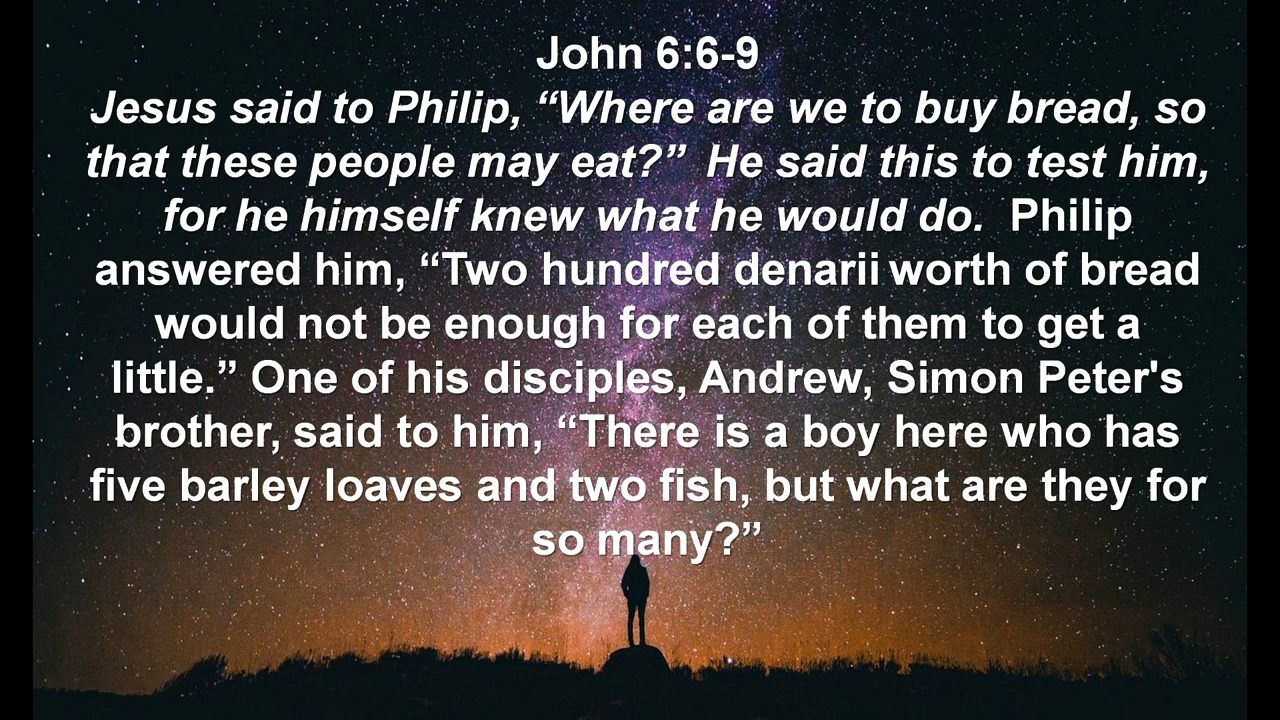 John 6:6-9
Jesus said to Philip, “Where are we to buy bread, so
that these people may eat?”  He said this to test him,
for he himself knew what he would do.  Philip
answered him, “Two hundred denarii worth of bread
would not be enough for each of them to get a
little.” One of his disciples, Andrew, Simon Peter's
brother, said to him, “There is a boy here who has
five barley loaves and two fish, but what are they for
so many?”